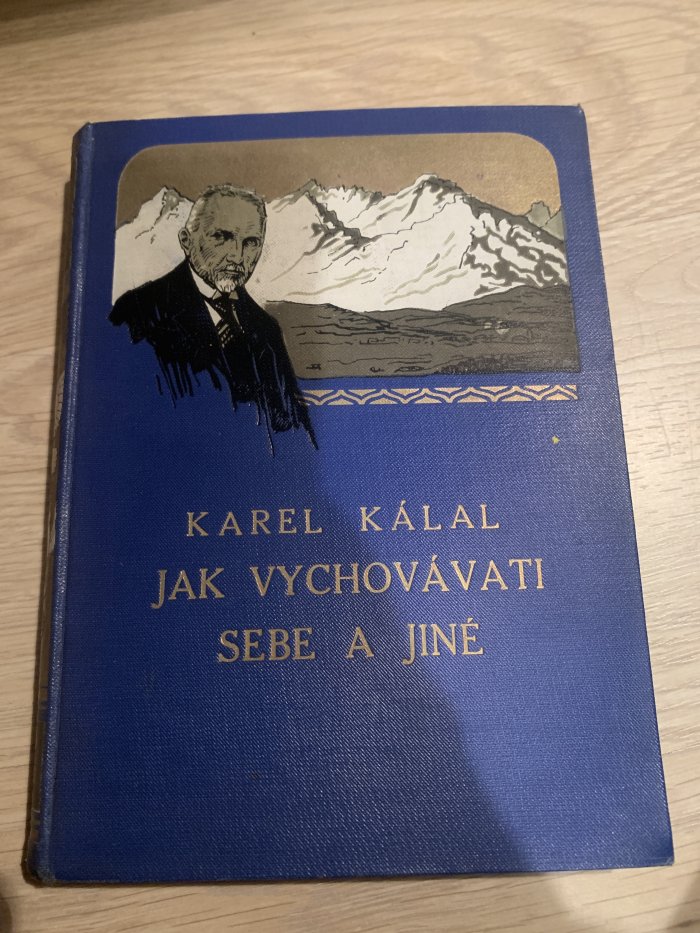 KAREL KÁLAL
JAK VYCHOVÁVATI
SEBE A JINÉ